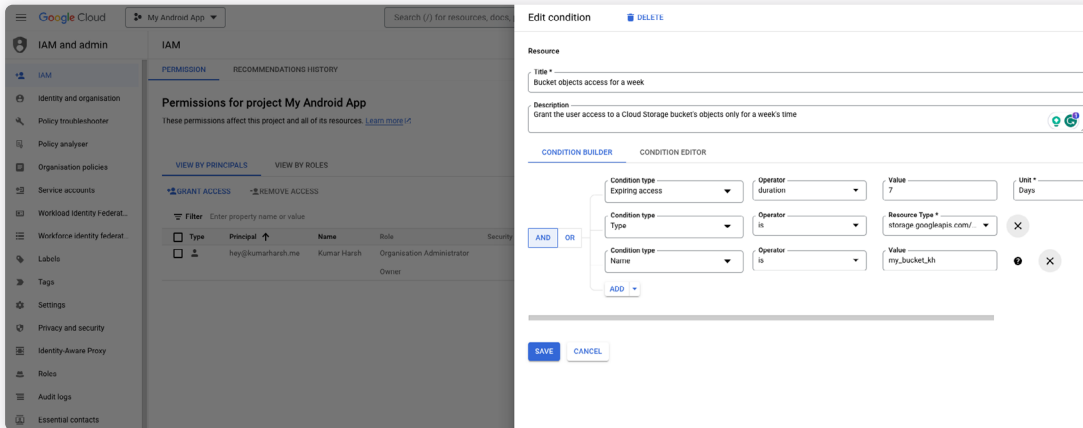 Google Cloud
My Android App
Search (/) for resources, docs,
IAM and admin
IAM
IAM
Identity and organisation
Policy troubleshooter
Policy analyser
Organisation policies
Service accounts
Workload Identity Federat...
Workforce identity federat...
Labels
Tags
Settings
Privacy and security
Identity-Aware Proxy
Roles
Audit logs
Essential contacts
PERMISSION RECOMMENDATIONS HISTORY
Permissions for project My Android App
These permissions affect this project and all of its resources. Learn more
VIEW BY PRINCIPALS VIEW BY ROLES
GRANT ACCESS REMOVE ACCESS
Filter Enter property name or value
Type Principal Name Role Security
hey@kumarharsh.me Kumar Harsh Organisation Administrator
Owner
Edit condition DELETE
Resource
Title *
Bucket objects access for a week
Description
Grant the user access to a Cloud Storage bucket's objects only for a week's time
1
CONDITION BUILDER CONDITION EDITOR
AND OR
Condition type Operator Value Unit *
Expiring access duration 7 Days
Condition type Operator Resource Type *
Type is storage.googleapis.com/...
Condition type Operator Value
Name is my_bucket_kh
ADD
SAVE CANCEL